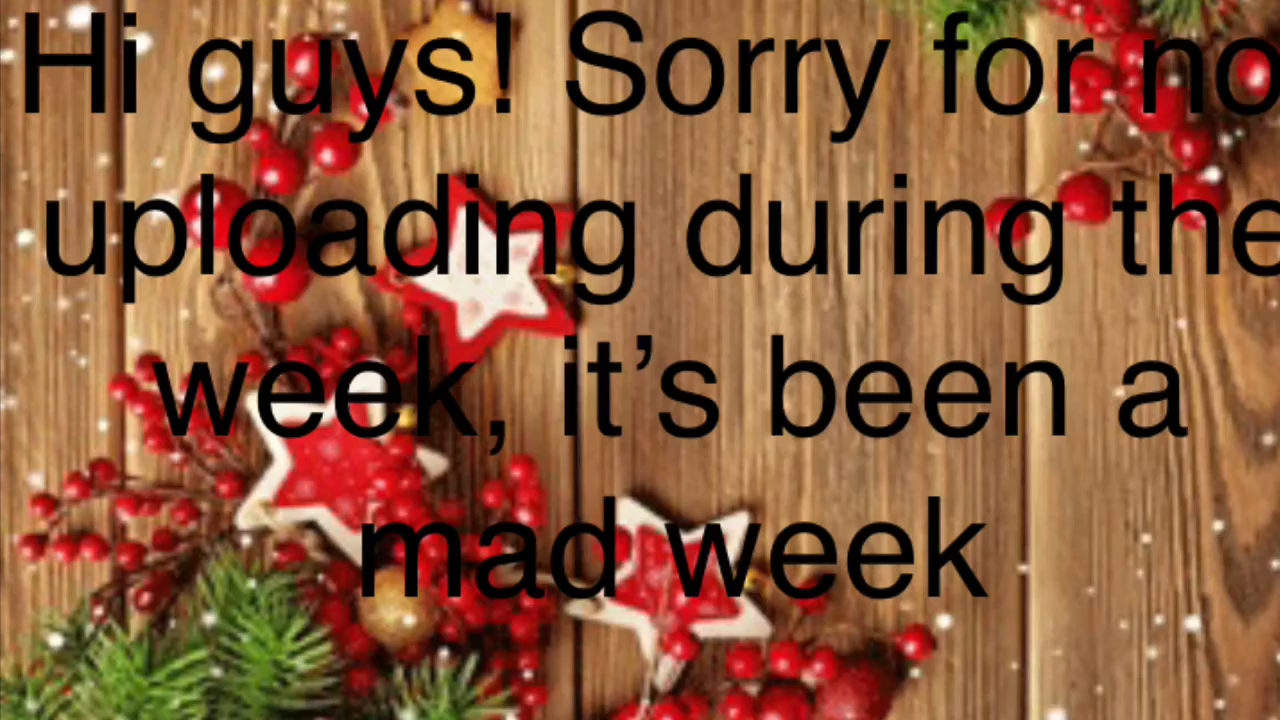 Hi guys! Sorry for no
uploading during the
week, it’s been a
mad week